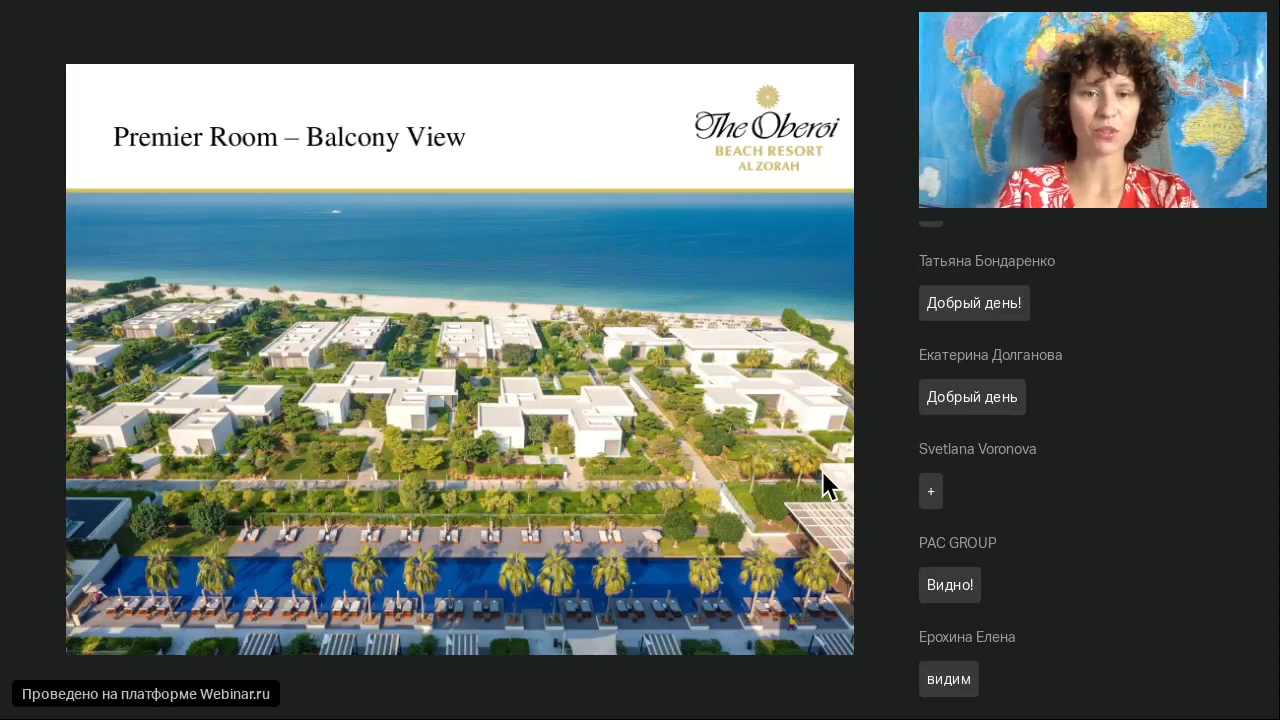 Premier Room – Balcony View
The Oberoi
BEACH RESORT
AL ZORAH
Татьяна Бондаренко
Добрый день!
Екатерина Долганова
Добрый день
Svetlana Voronova
+
PAC GROUP
Видно!
Ерохина Елена
видим
Проведено на платформе Webinar.ru